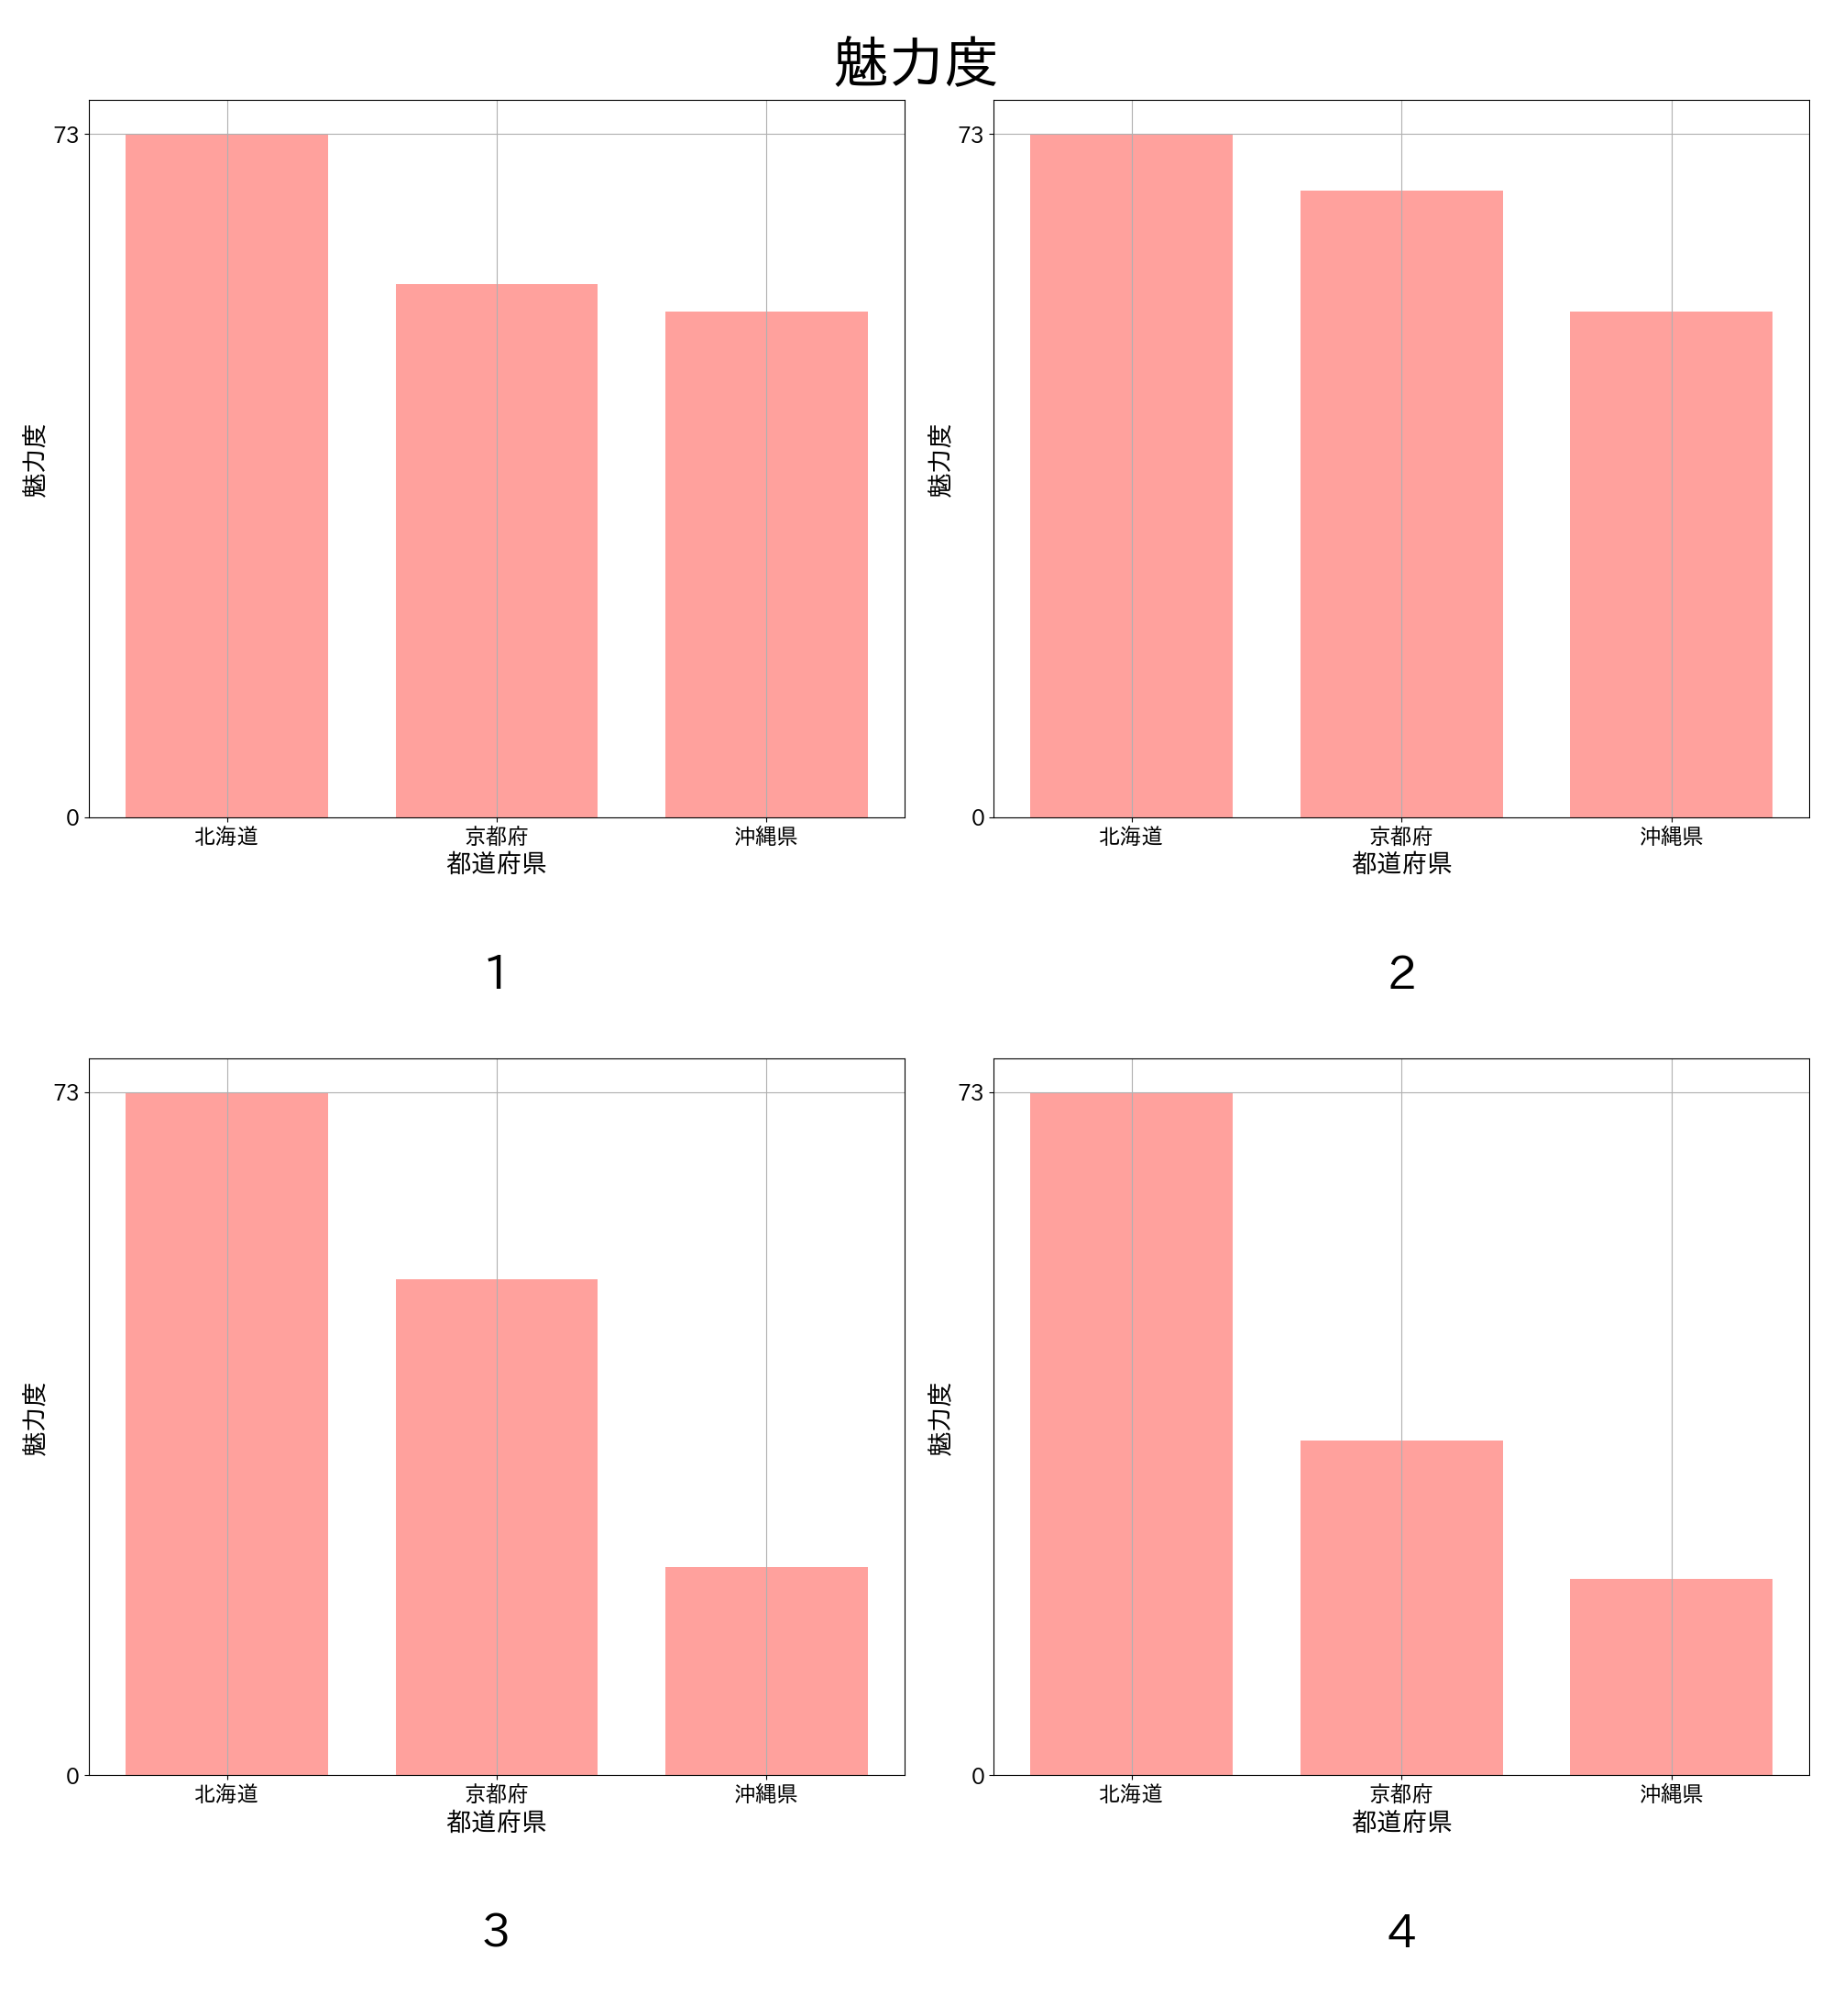 魅力度
73
0
魅力度
北海道 京都府 沖縄県
都道府県
1
73
0
魅力度
北海道 京都府 沖縄県
都道府県
2
73
0
魅力度
北海道 京都府 沖縄県
都道府県
3
73
0
魅力度
北海道 京都府 沖縄県
都道府県
4